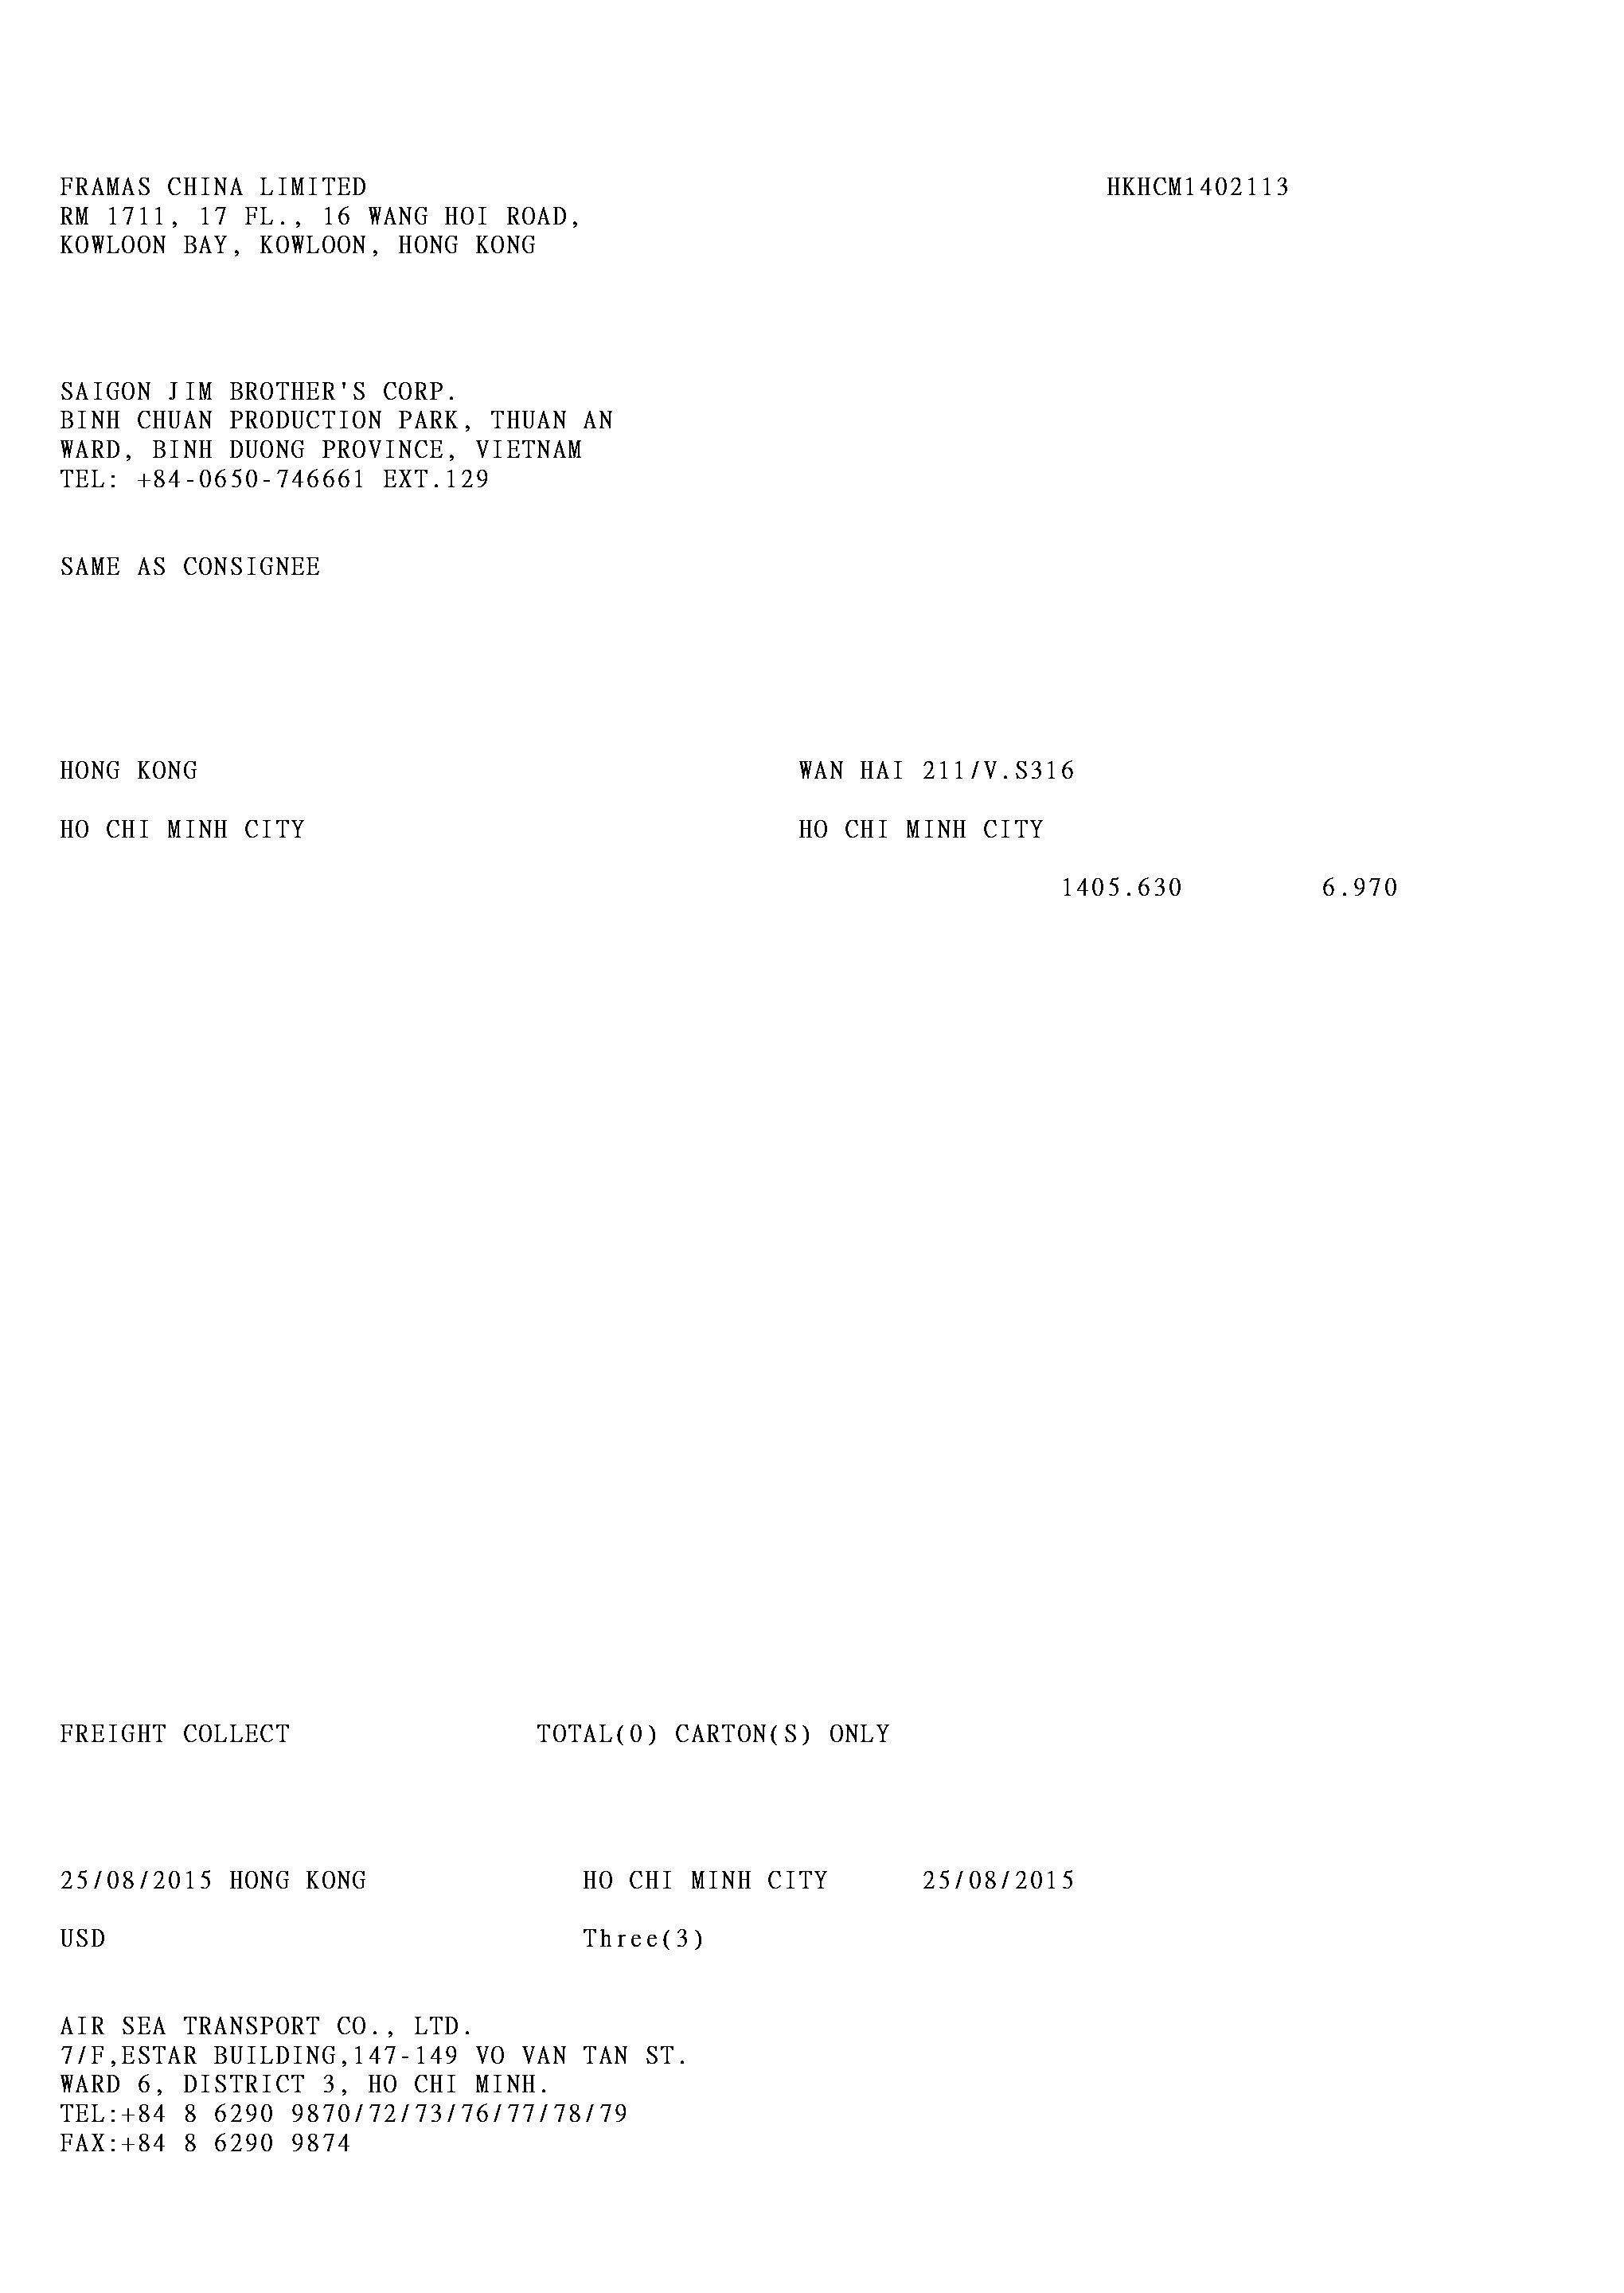 FRAMAS CHINA LIMITED HKHCM1402113
RM 1711, 17 FL., 16 WANG HOI ROAD,
KOWLOON BAY, KOWLOON, HONG KONG
SAIGON JIM BROTHER'S CORP.
BINH CHUAN PRODUCTION PARK, THUAN AN
WARD, BINH DUONG PROVINCE, VIETNAM
TEL: +84-0650-746661 EXT.129
SAME AS CONSIGNEE
HONG KONG WAN HAI 211/V.S316
HO CHI MINH CITY HO CHI MINH CITY
1405.630 6.970
FREIGHT COLLECT TOTAL(0) CARTON(S) ONLY
25/08/2015 HONG KONG HO CHI MINH CITY 25/08/2015
USD Three(3)
AIR SEA TRANSPORT CO., LTD.
7/F,ESTAR BUILDING,147-149 VO VAN TAN ST.
WARD 6, DISTRICT 3, HO CHI MINH.
TEL:+84 8 6290 9870/72/73/76/77/78/79
FAX:+84 8 6290 9874